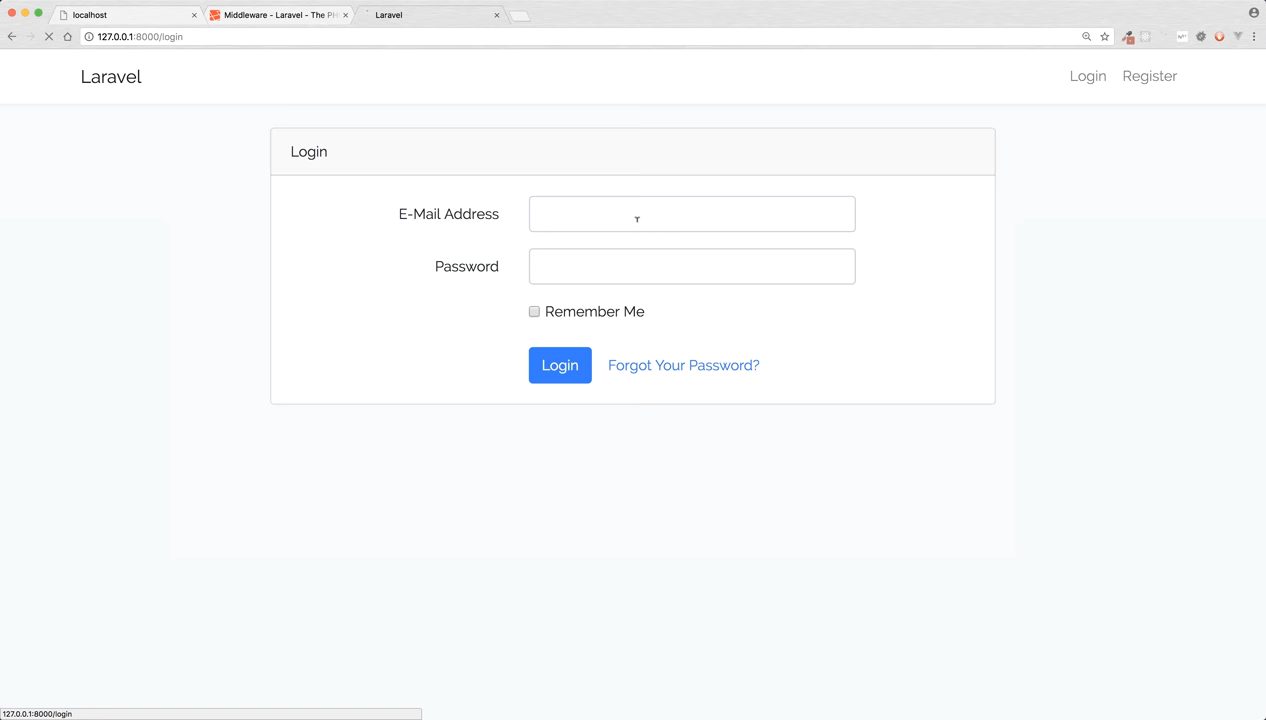 localhost
Middleware - Laravel - The PH
Laravel
127.0.0.1:8000/login
Laravel
Login
Register
Login
E-Mail Address
Password
Remember Me
Login
Forgot Your Password?
127.0.0.1:8000/login